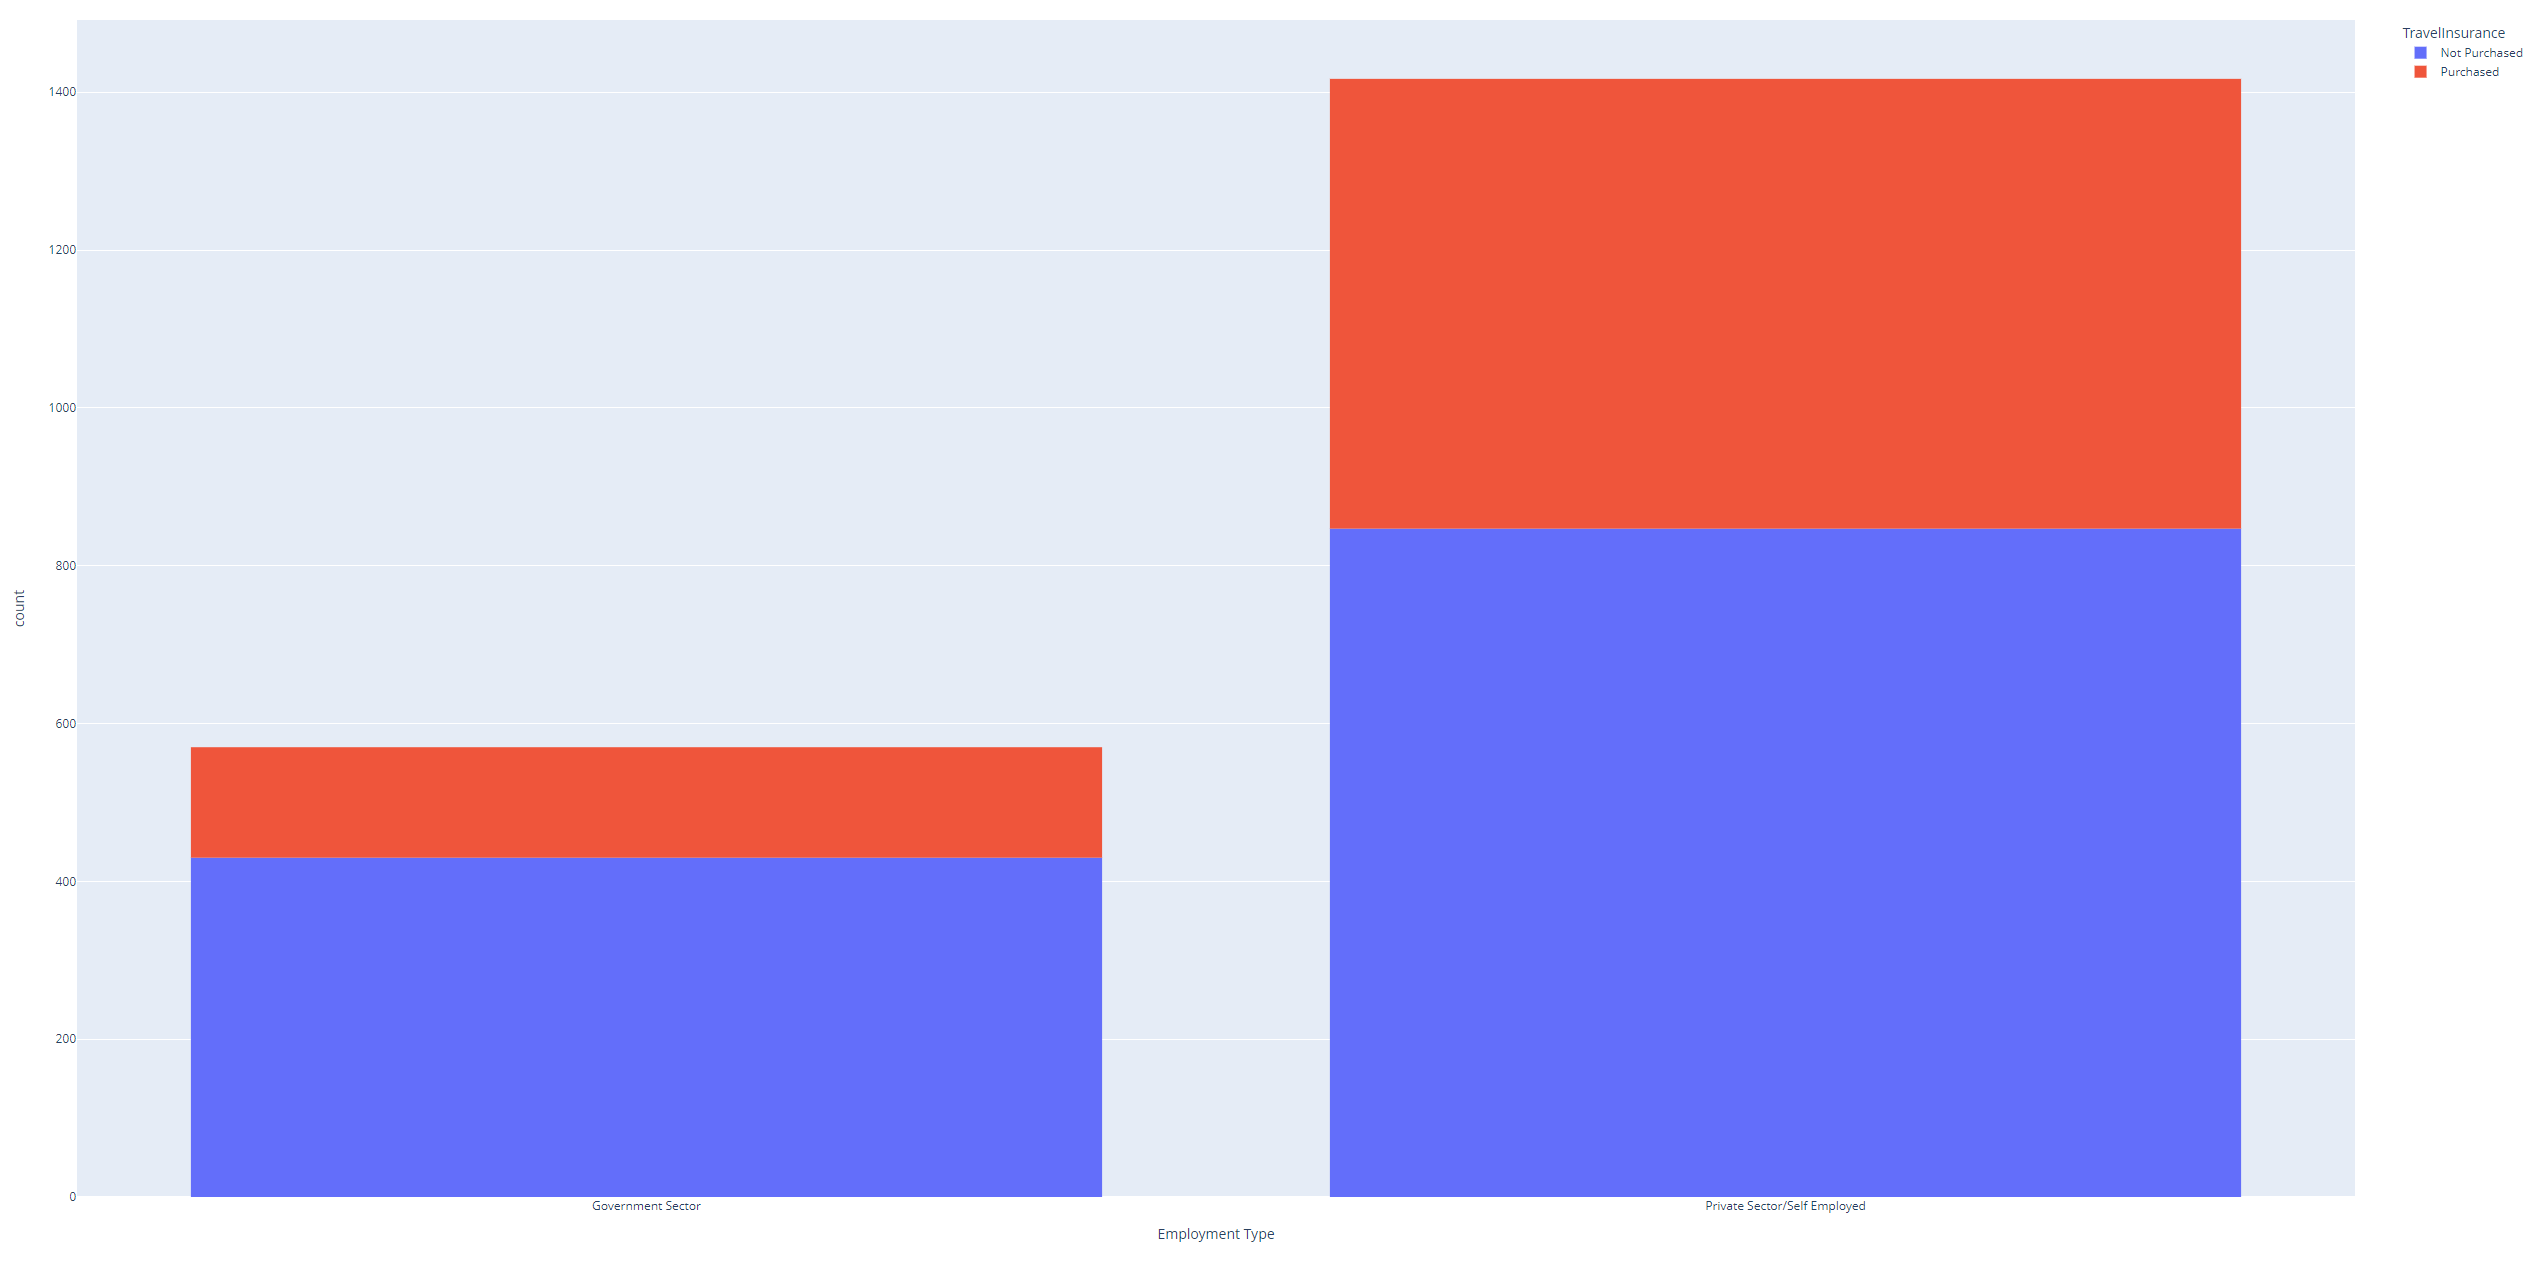 TravelInsurance
Not Purchased
Purchased
count
1400
1200
1000
800
600
400
200
0
Government Sector
Private Sector/Self Employed
Employment Type